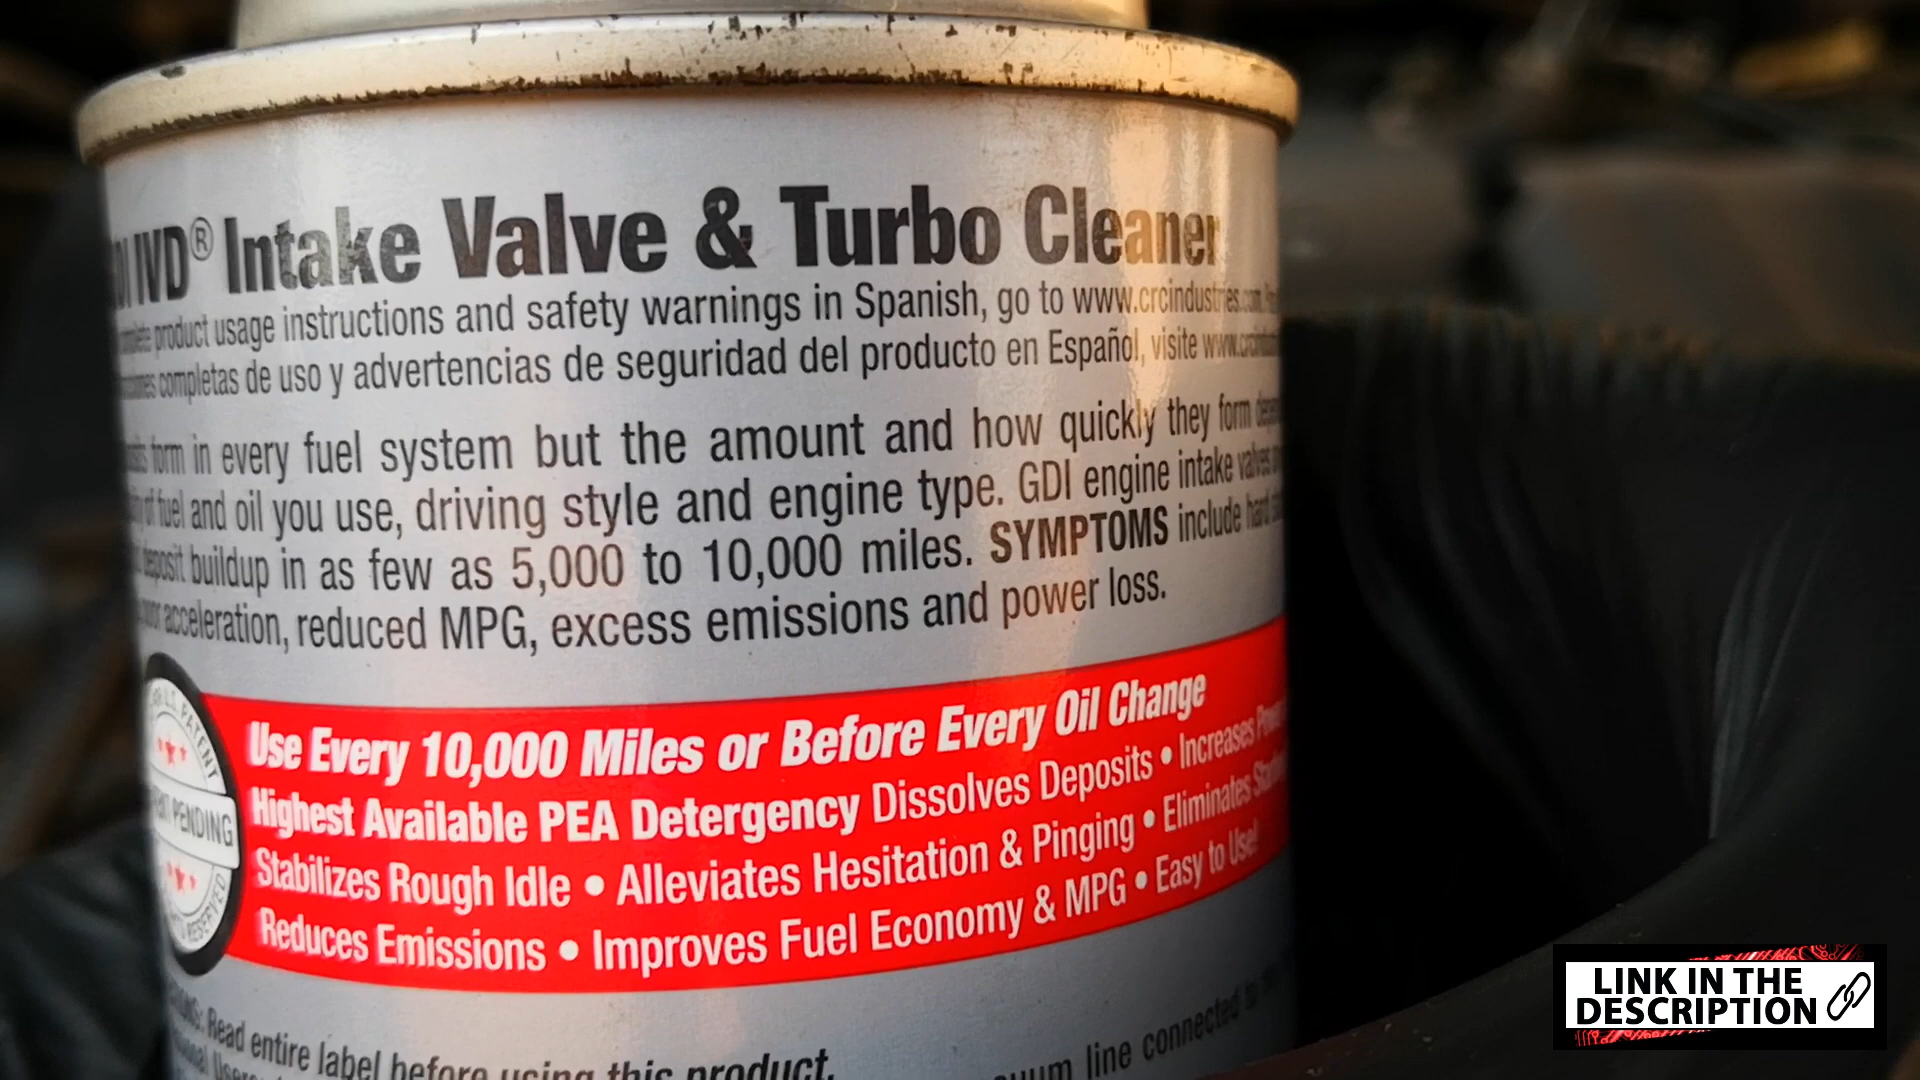 IVD® Intake Valve & Turbo Cleaner
product usage instructions and safety warnings in Spanish, go to www.crcindustries.com.
completas de uso y advertencias de seguridad del producto en Español, visite
form in every fuel system but the amount and how quickly they form
of fuel and oil you use, driving style and engine type. GDI engine intake valves
deposit buildup in as few as 5,000 to 10,000 miles. SYMPTOMS include hard
acceleration, reduced MPG, excess emissions and power loss.
U.S. PATENT
PENDING
RESERVED
Use Every 10,000 Miles or Before Every Oil Change
Highest Available PEA Detergency Dissolves Deposits • Increases
Stabilizes Rough Idle • Alleviates Hesitation & Pinging • Eliminates
Reduces Emissions • Improves Fuel Economy & MPG • Easy to Use!
Read entire label before using this product.
line connected to
LINK IN THE
DESCRIPTION